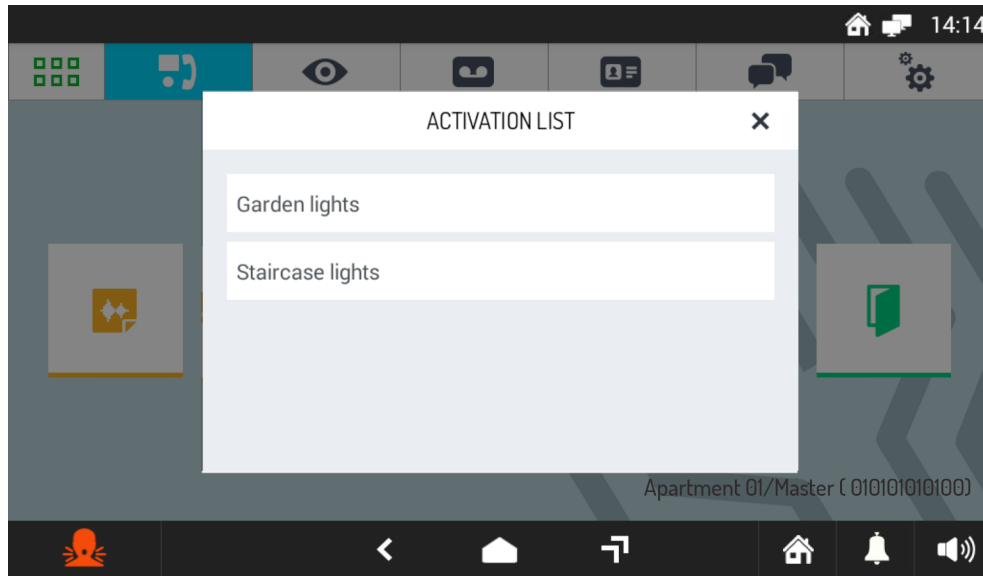 14:14
ACTIVATION LIST
Garden lights
Staircase lights
Apartment 01/Master ( 010101010100)